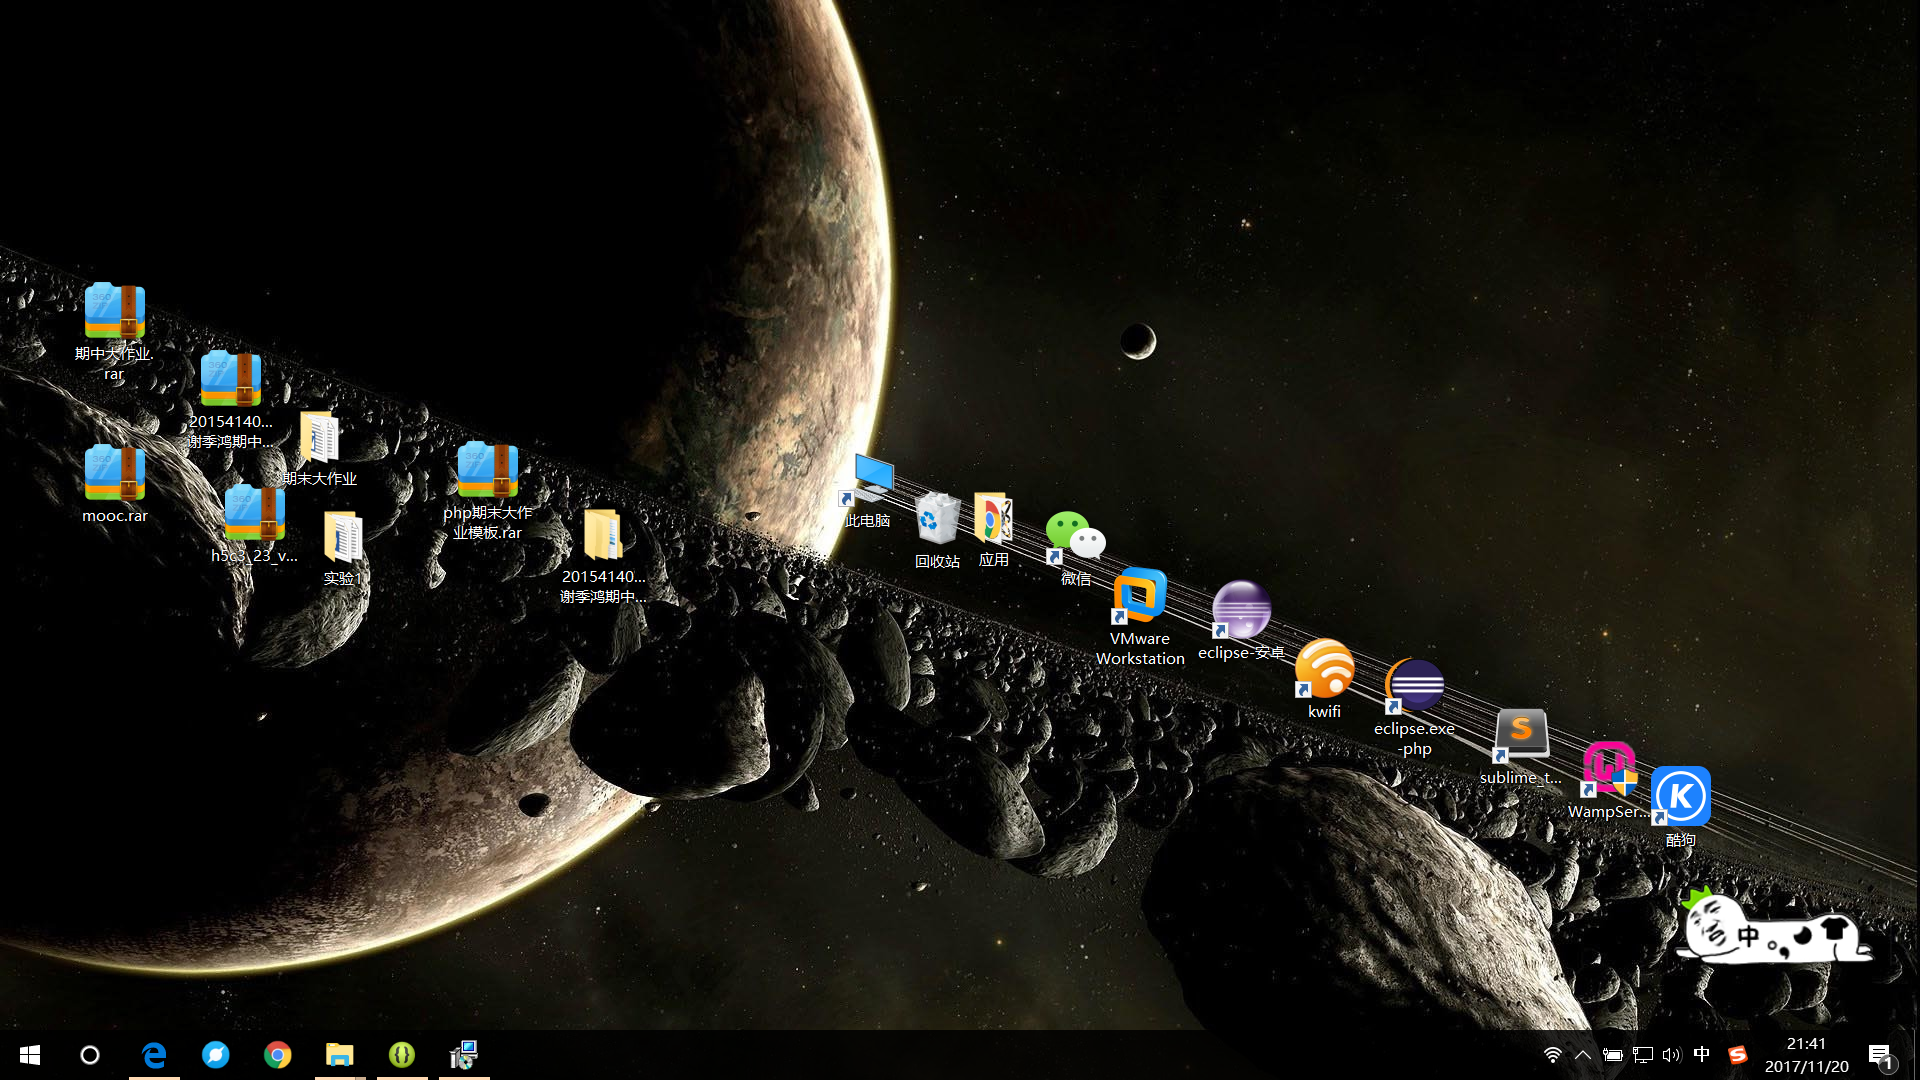 期中大作业.
rar
20154140...
谢季鸿期中...
期末大作业
mooc.rar
h5c3_23_v...
实验1
php期末大作
业模板.rar
20154140...
谢季鸿期中...
此电脑
回收站
应用
微信
VMware
Workstation
eclipse-安卓
kwifi
eclipse.exe
-php
sublime_t...
WampSer...
酷狗
中
中
21:41
2017/11/20
1